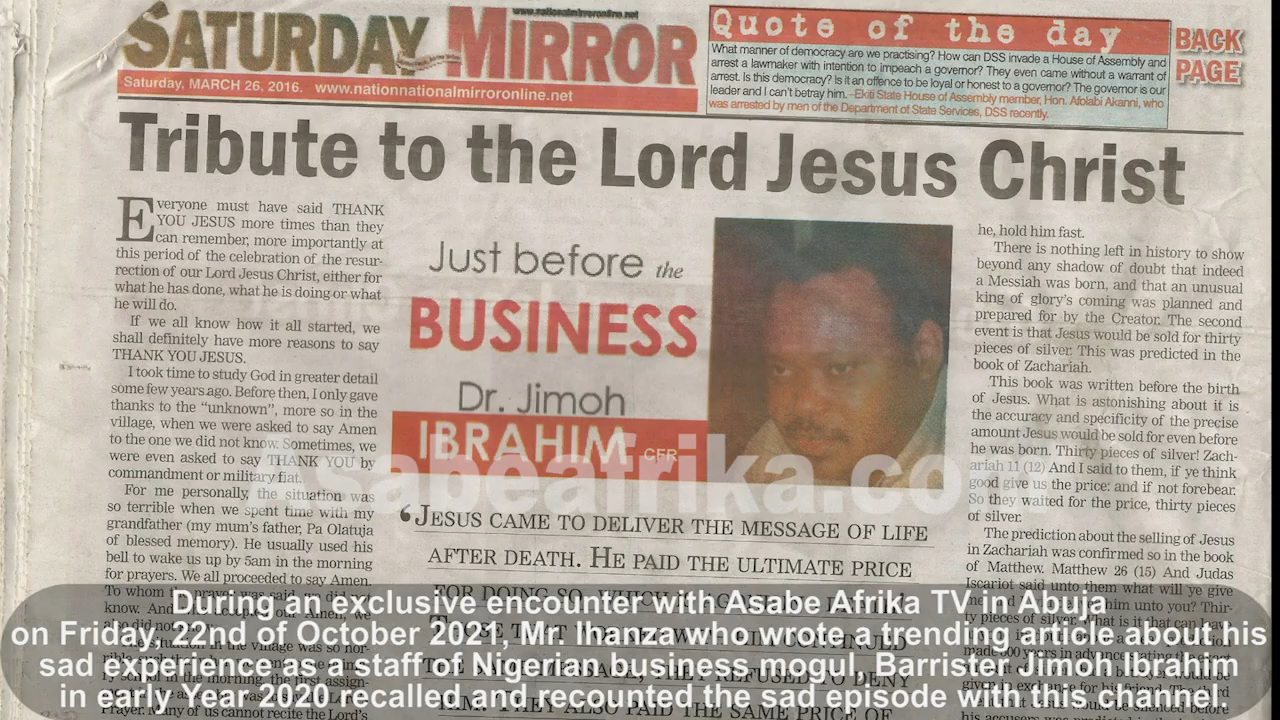 www.nationalmirroronline.net
SATURDAY MIRROR
Saturday, MARCH 26, 2016. www.nationnationalmirroronline.net
Quote of the day
What manner of democracy are we practising? How can DSS invade a House of Assembly and
arrest a lawmaker with intention to impeach a governor? They even came without a warrant of
arrest. Is this democracy? Is it an offence to be loyal or honest to a governor? The governor is our
leader and I can't betray him. -Ekiti State House of Assembly member, Hon. Afolabi Akanni, who
was arrested by men of the Department of State Services, DSS recently.
BACK
PAGE
Tribute to the Lord Jesus Christ
Everyone must have said THANK
YOU JESUS more times than they
can remember, more importantly at
this period of the celebration of the resur-
rection of our Lord Jesus Christ, either for
what he has done, what he is doing or what
he will do.
If we all know how it all started, we
shall definitely have more reasons to say
THANK YOU JESUS.
I took time to study God in greater detail
some few years ago. Before then, I only gave
thanks to the "unknown", more so in the
village, when we were asked to say Amen
to the one we did not know. Sometimes, we
were even asked to say THANK YOU by
commandment or military fiat.
For me personally, the situation was
so terrible when we spent time with my
grandfather (my mum's father, Pa Olatuja
of blessed memory). He usually used his
bell to wake us up by 5am in the morning
for prayers. We all proceeded to say Amen.
Just before the
BUSINESS
Dr. Jimoh
IBRAHIM CFR
'JESUS CAME TO DELIVER THE MESSAGE OF LIFE
AFTER DEATH. HE PAID THE ULTIMATE PRICE
he, hold him fast.
There is nothing left in history to show
beyond any shadow of doubt that indeed
a Messiah was born, and that an unusual
king of glory's coming was planned and
prepared for by the Creator. The second
event is that Jesus would be sold for thirty
pieces of silver. This was predicted in the
book of Zachariah.
This book was written before the birth
of Jesus. What is astonishing about it is
the accuracy and specificity of the precise
amount Jesus would be sold for even before
he was born. Thirty pieces of silver! Zach-
ariah 11 (12) And I said to them, if ye think
good give us the price: and if not forbear.
So they waited for the price, thirty pieces
of silver.
The prediction about the selling of Jesus
in Zachariah was confirmed so in the book
of Matthew. Matthew 26 (15) And Judas
Iscariot said unto them what will ye give
asabeafrika.co
During an exclusive encounter with Asabe Afrika TV in Abuja
on Friday, 22nd of October 2021, Mr. Ihanza who wrote a trending article about his
sad experience as a staff of Nigerian business mogul, Barrister Jimoh Ibrahim
in early Year 2020 recalled and recounted the sad episode with this channel